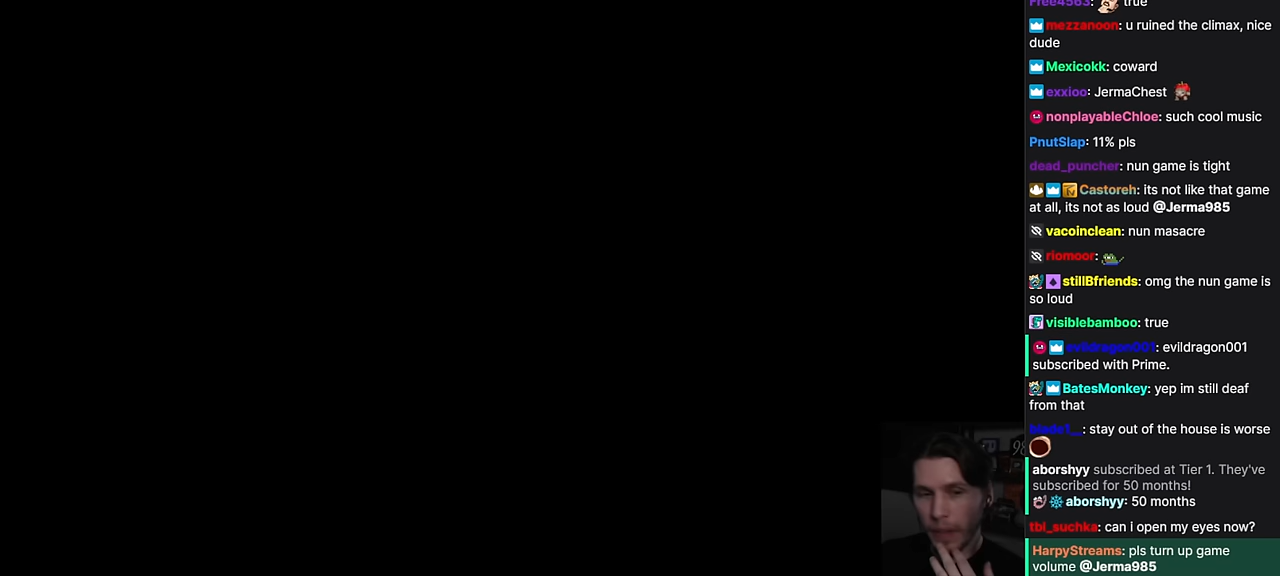 Free4563: true
mezzanoon: u ruined the climax, nice
dude
Mexicokk: coward
exxioo: JermaChest
nonplayableChloe: such cool music
PnutSlap: 11% pls
dead_puncher: nun game is tight
Castoreh: its not like that game
at all, its not as loud @Jerma985
vacoinclean: nun masacre
riomoor:
stillBfriends: omg the nun game is
so loud
visiblebamboo: true
evildragon001: evildragon001
subscribed with Prime.
BatesMonkey: yep im still deaf
from that
: stay out of the house is worse
aborshyy subscribed at Tier 1. They've
subscribed for 50 months!
aborshyy: 50 months
tbl_suchka: can i open my eyes now?
HarpyStreams: pls turn up game
volume @Jerma985
98